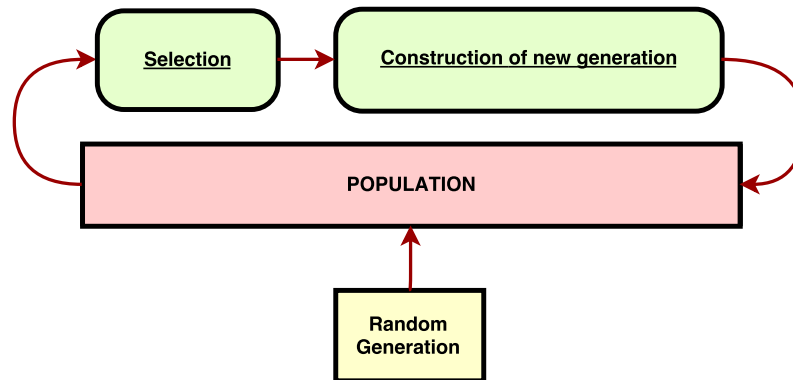 Selection
Construction of new generation
POPULATION
Random
Generation